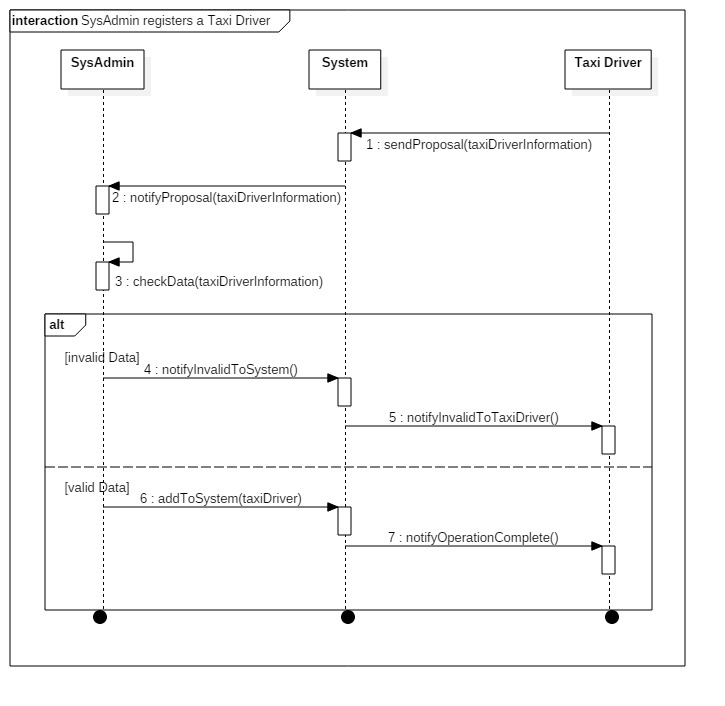 interaction SysAdmin registers a Taxi Driver
SysAdmin
System
Taxi Driver
1 : sendProposal(taxiDriverInformation)
2 : notifyProposal(taxiDriverInformation)
3 : checkData(taxiDriverInformation)
alt
[invalid Data]
4 : notifyInvalidToSystem()
5 : notifyInvalidToTaxiDriver()
[valid Data]
6 : addToSystem(taxiDriver)
7 : notifyOperationComplete()